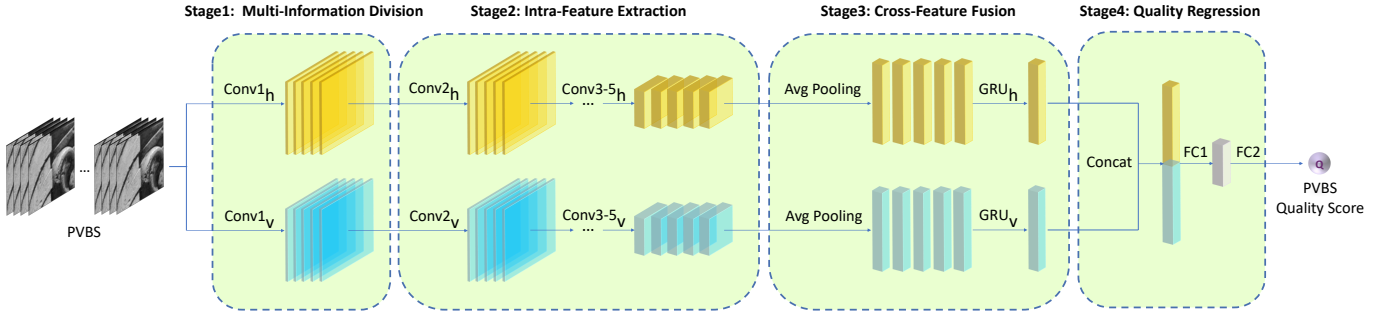 Stage1: Multi-Information Division
Stage2: Intra-Feature Extraction
Stage3: Cross-Feature Fusion
Stage4: Quality Regression
Conv1h
Conv2h
Conv3-5h
...
Avg Pooling
GRUh
...
PVBS
Concat
FC1
FC2
Q
PVBS
Quality Score
Conv1v
Conv2v
Conv3-5v
...
Avg Pooling
GRUv